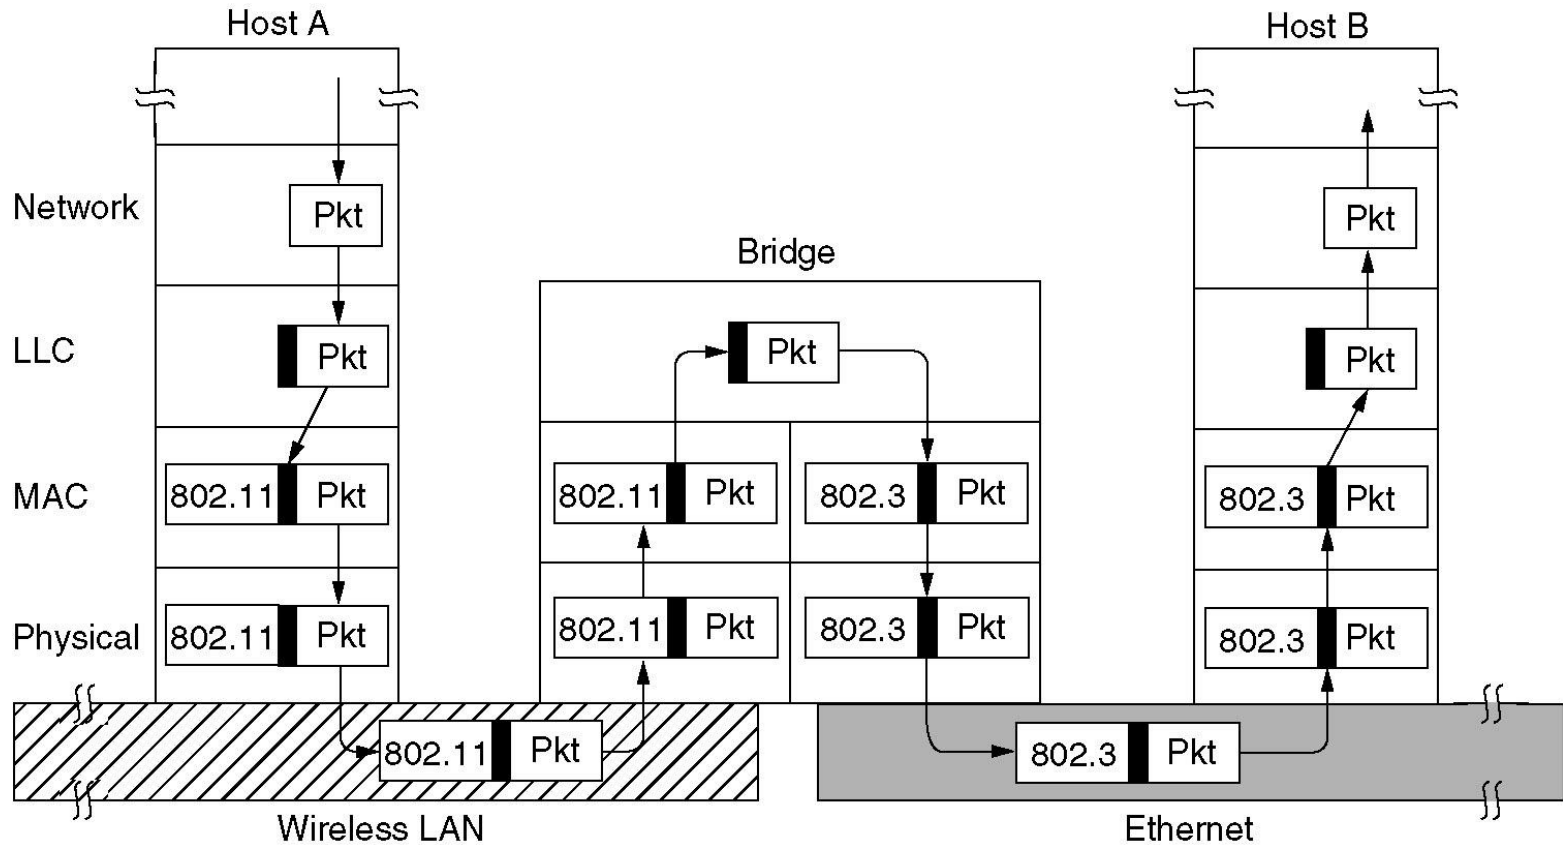 Host A
Host B
Network
Pkt
Pkt
Bridge
LLC
Pkt
Pkt
Pkt
MAC
802.11 Pkt
802.11 Pkt
802.3 Pkt
802.3 Pkt
Physical
802.11 Pkt
802.11 Pkt
802.3 Pkt
802.3 Pkt
802.11 Pkt
802.3 Pkt
Wireless LAN
Ethernet